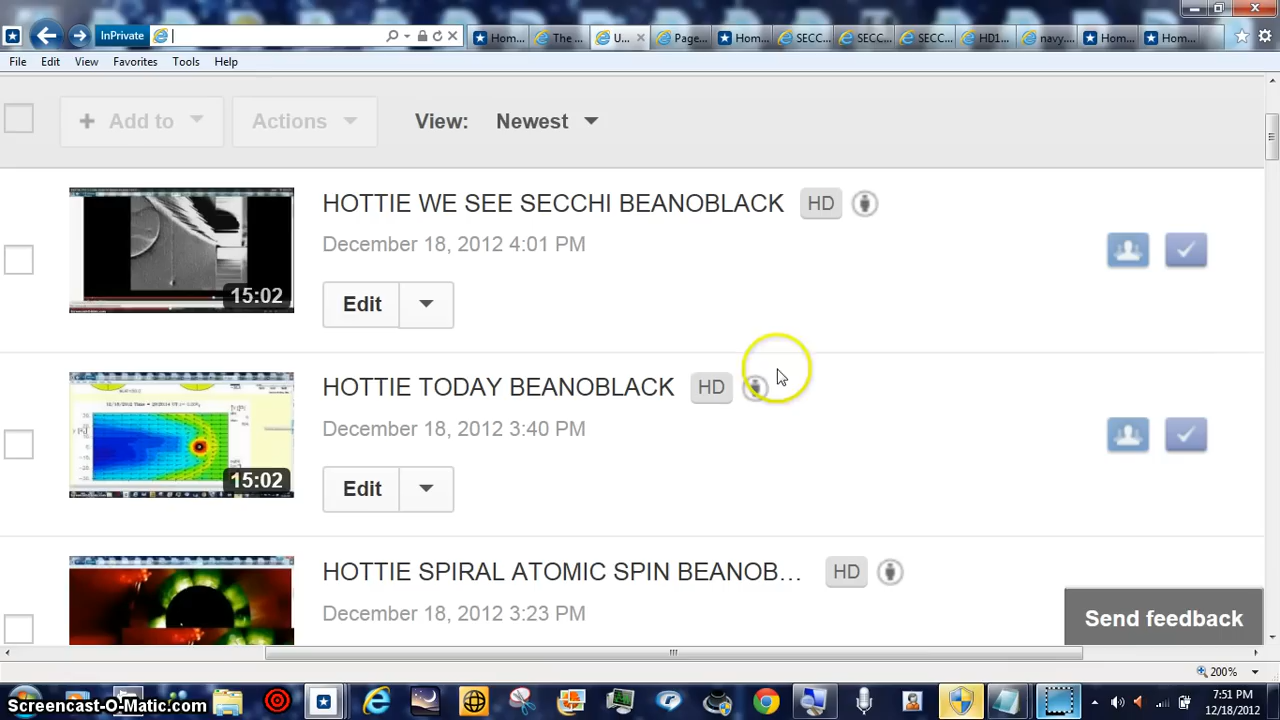 InPrivate
Hom...
The ...
U...
Page...
Hom...
SECC...
SECC...
SECC...
HD1...
navy....
Hom...
Hom...
File Edit View Favorites Tools Help
+ Add to
Actions
View: Newest
HOTTIE WE SEE SECCHI BEANOBLACK HD
December 18, 2012 4:01 PM
15:02
Edit
HOTTIE TODAY BEANOBLACK HD
December 18, 2012 3:40 PM
15:02
Edit
HOTTIE SPIRAL ATOMIC SPIN BEANOB... HD
December 18, 2012 3:23 PM
Send feedback
200%
Screencast-O-Matic.com
7:51 PM
12/18/2012